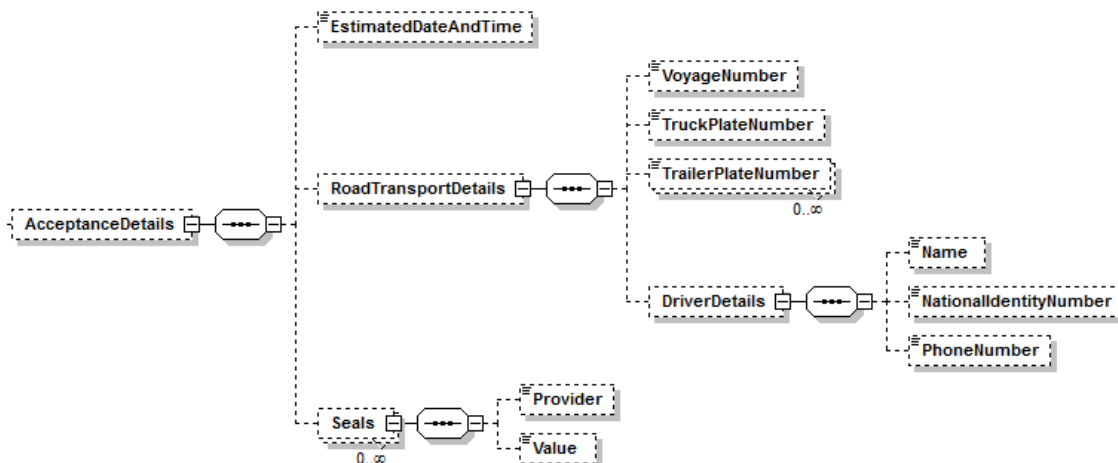 EstimatedDateAndTime
VoyageNumber
TruckPlateNumber
TrailerPlateNumber
0..∞
RoadTransportDetails
AcceptanceDetails
Name
NationalIdentityNumber
PhoneNumber
DriverDetails
Provider
Value
Seals
0..∞